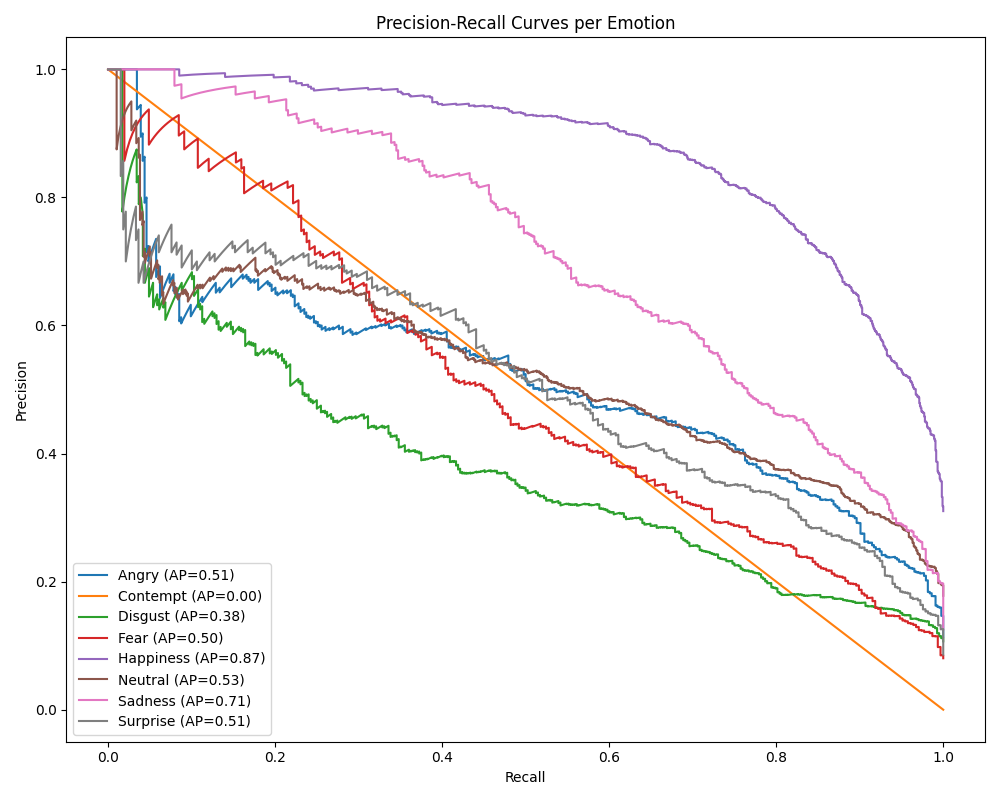 Precision-Recall Curves per Emotion
1.0
0.8
0.6
0.4
0.2
0.0
Precision
Angry (AP=0.51)
Contempt (AP=0.00)
Disgust (AP=0.38)
Fear (AP=0.50)
Happiness (AP=0.87)
Neutral (AP=0.53)
Sadness (AP=0.71)
Surprise (AP=0.51)
0.0 0.2 0.4 0.6 0.8 1.0
Recall